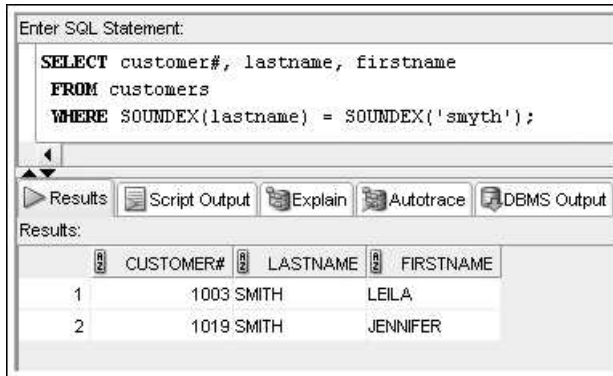 Enter SQL Statement:
SELECT customer#, lastname, firstname
FROM customers
WHERE SOUNDEX(lastname) = SOUNDEX('smyth');
Results Script Output Explain Autotrace DBMS Output
Results:
CUSTOMER# LASTNAME FIRSTNAME
1 1003 SMITH LEILA
2 1019 SMITH JENNIFER